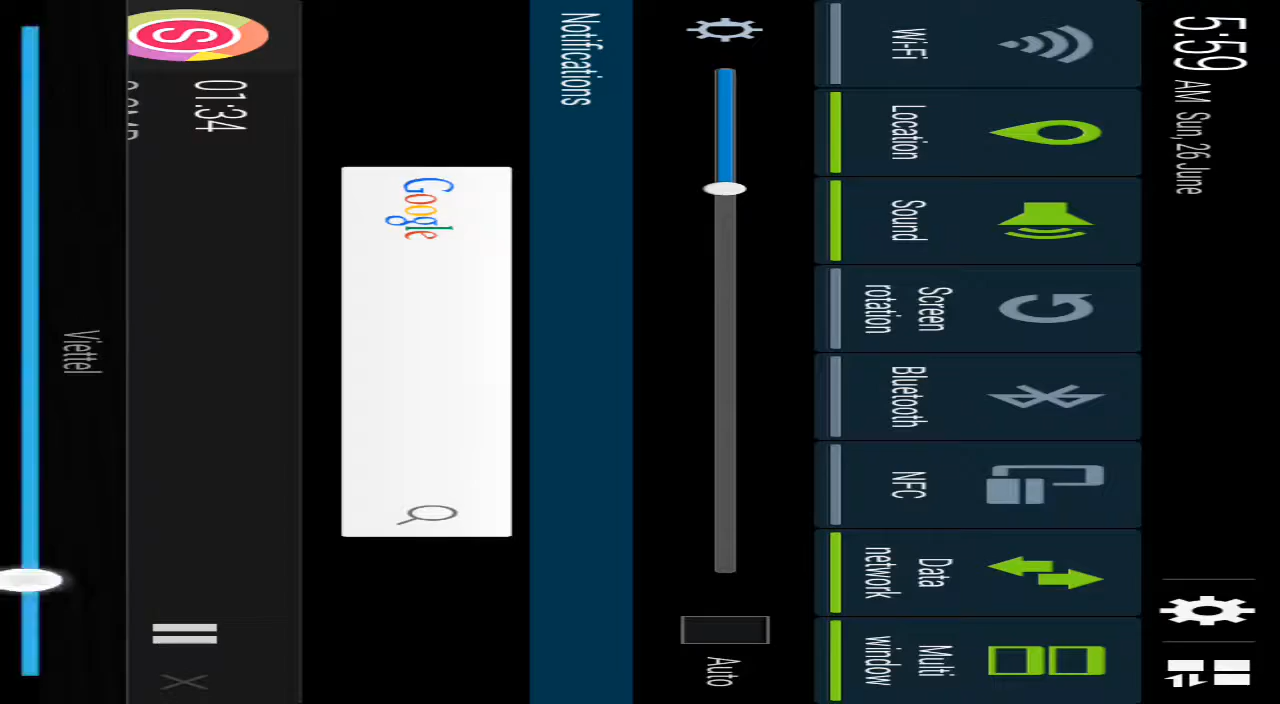 5:59 AM Sun, 26 June
Wi-Fi
Location
Sound
Screen
rotation
Bluetooth
NFC
Data
network
Multi
window
Auto
Notifications
Google
01:34
Viettel